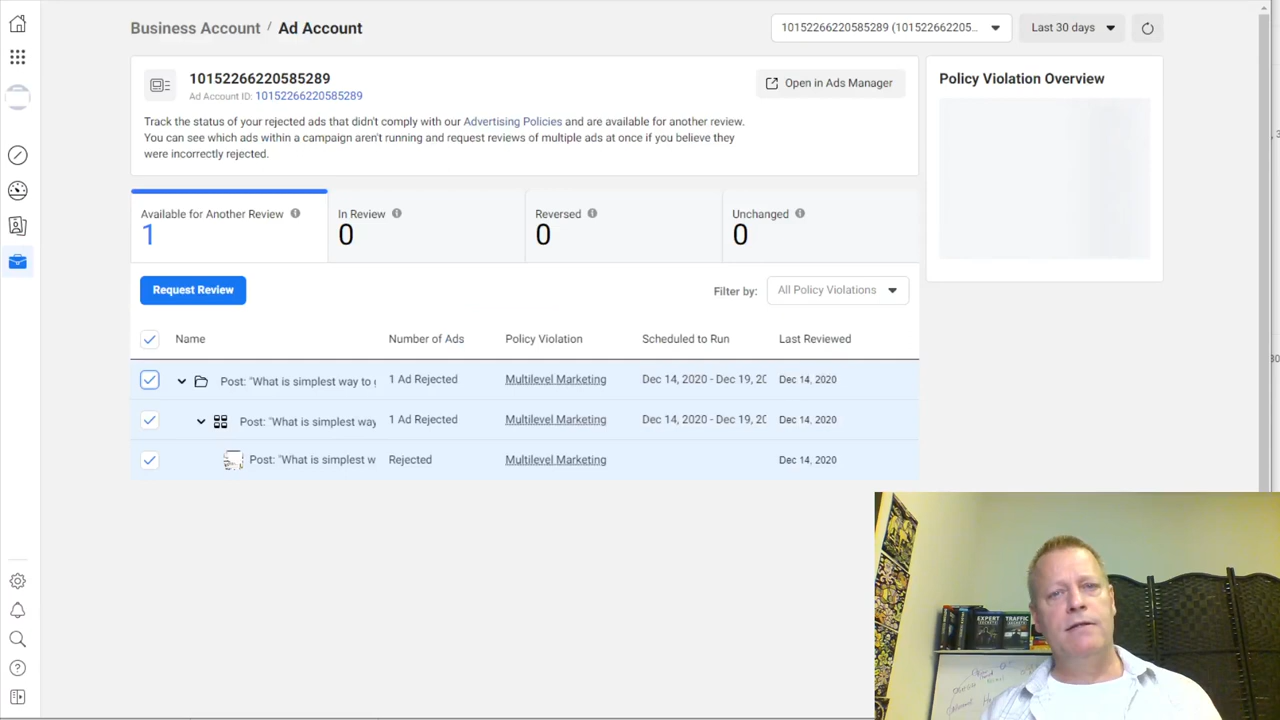 Business Account / Ad Account
10152266220585289 (101522662205...
Last 30 days
10152266220585289
Ad Account ID: 10152266220585289
Open in Ads Manager
Track the status of your rejected ads that didn't comply with our Advertising Policies and are available for another review.
You can see which ads within a campaign aren't running and request reviews of multiple ads at once if you believe they
were incorrectly rejected.
Policy Violation Overview
Available for Another Review
1
In Review
0
Reversed
0
Unchanged
0
Request Review
Filter by: All Policy Violations
Name Number of Ads Policy Violation Scheduled to Run Last Reviewed
Post: "What is simplest way to 1 Ad Rejected Multilevel Marketing Dec 14, 2020 - Dec 19, 20 Dec 14, 2020
Post: "What is simplest way 1 Ad Rejected Multilevel Marketing Dec 14, 2020 - Dec 19, 20 Dec 14, 2020
Post: "What is simplest w Rejected Multilevel Marketing Dec 14, 2020
EXPERT
SECRETS
TRAFFIC
SECRETS